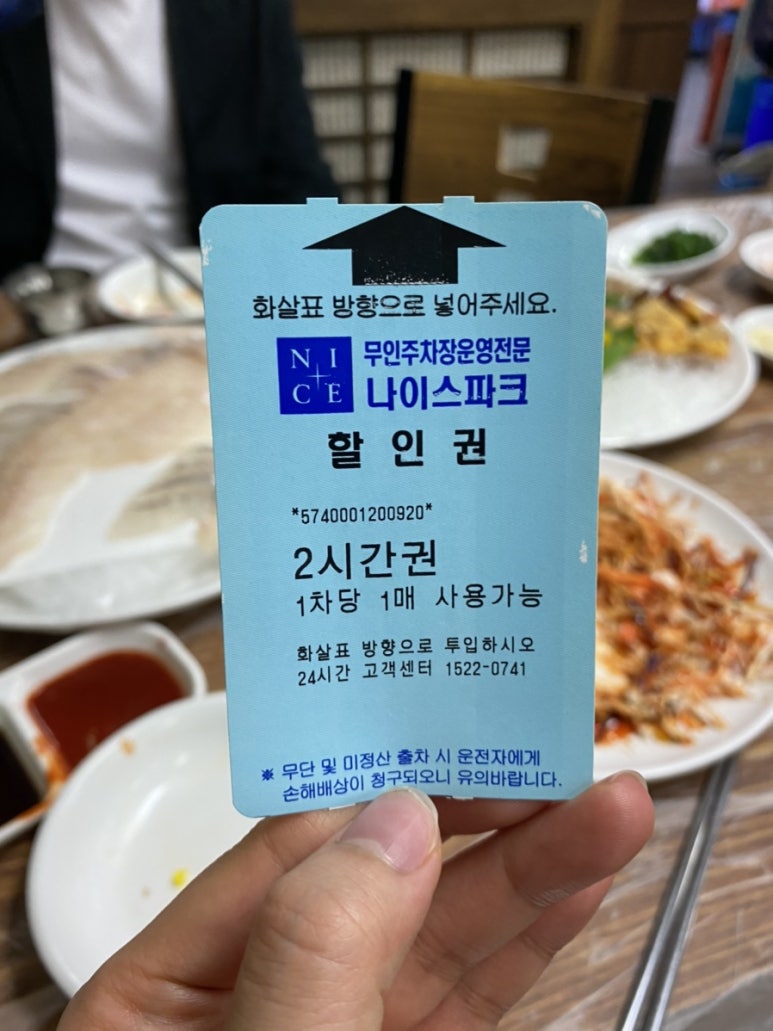 화살표 방향으로 넣어주세요.
NI
CE
무인주차장운영전문
나이스파크
할인권
*5740001200920*
2시간권
1차당 1매 사용가능
화살표 방향으로 투입하시오
24시간 고객센터 1522-0741
※ 무단 및 미정산 출차 시 운전자에게
손해배상이 청구되오니 유의바랍니다.